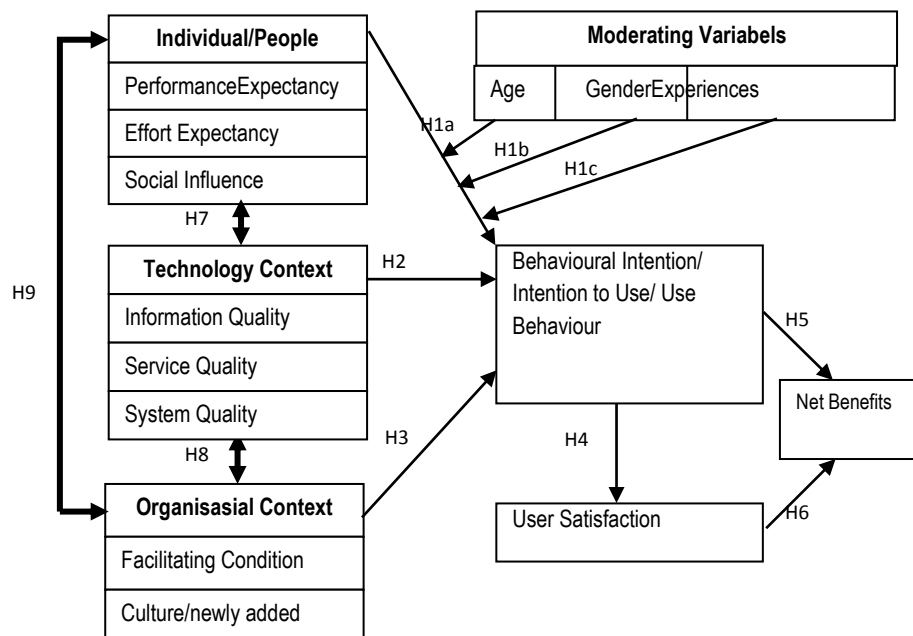 Individual/People
PerformanceExpectancy
Effort Expectancy
Social Influence
Moderating Variabels
Age
GenderExperiences
H1a
H1b
H1c
H7
Technology Context
Information Quality
Service Quality
System Quality
H2
H9
Behavioural Intention/
Intention to Use/ Use
Behaviour
H5
Net Benefits
H8
H3
H4
Organisasial Context
Facilitating Condition
Culture/newly added
User Satisfaction
H6